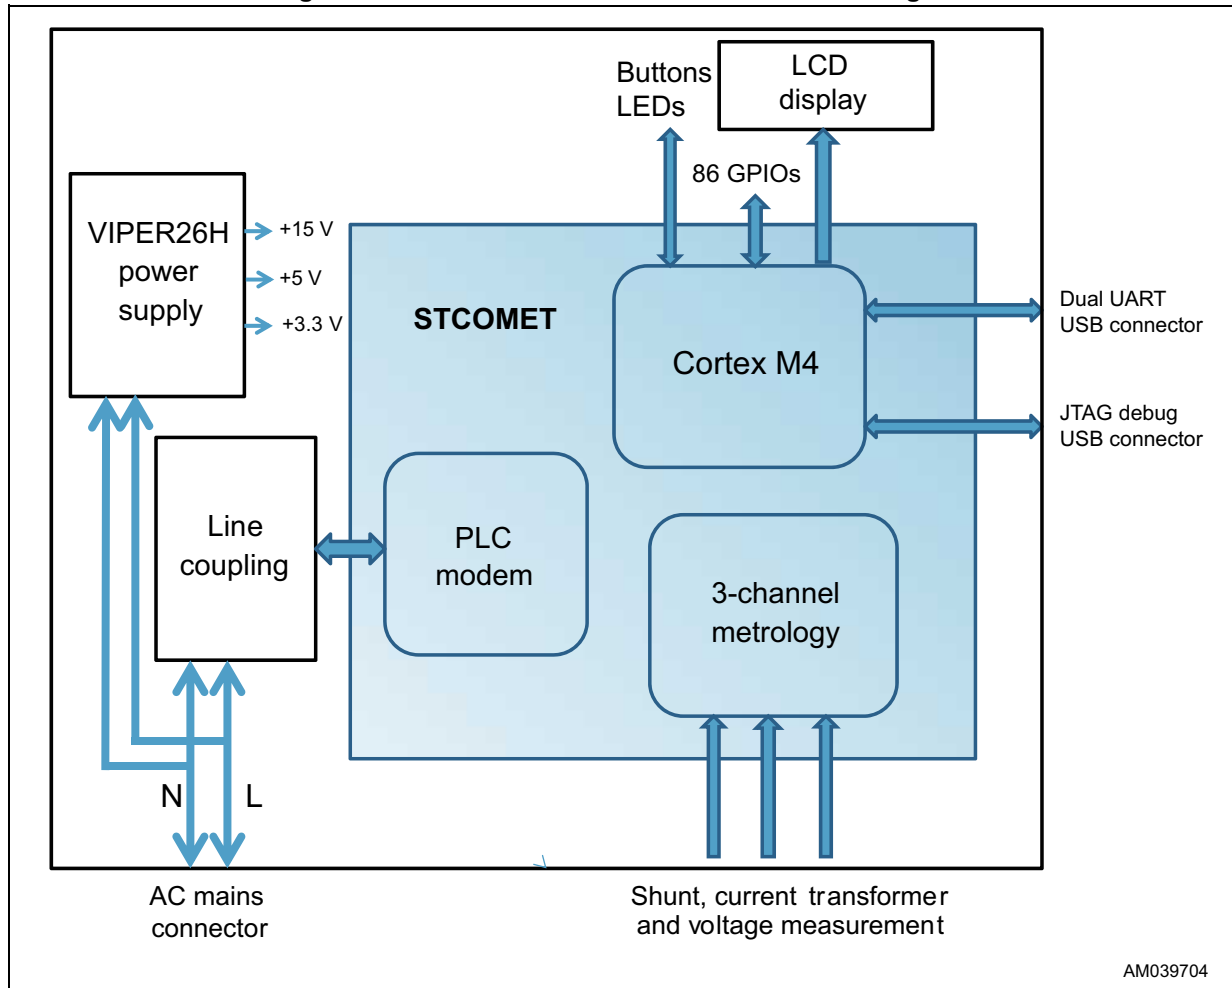 Buttons
LEDs
LCD
display
86 GPIOs
VIPER26H
power
supply
+15 V
+5 V
+3.3 V
STCOMET
Cortex M4
Dual UART
USB connector
JTAG debug
USB connector
Line
coupling
PLC
modem
3-channel
metrology
N
L
AC mains
connector
Shunt, current transformer
and voltage measurement
AM039704